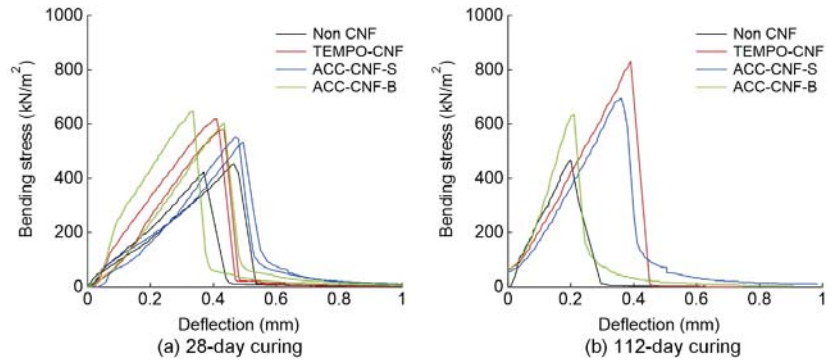 1000
800
600
400
200
0
Bending stress (kN/m²)
Non CNF
TEMPO-CNF
ACC-CNF-S
ACC-CNF-B
0 0.2 0.4 0.6 0.8 1
Deflection (mm)
(a) 28-day curing
1000
800
600
400
200
0
Bending stress (kN/m²)
Non CNF
TEMPO-CNF
ACC-CNF-S
ACC-CNF-B
0 0.2 0.4 0.6 0.8 1
Deflection (mm)
(b) 112-day curing